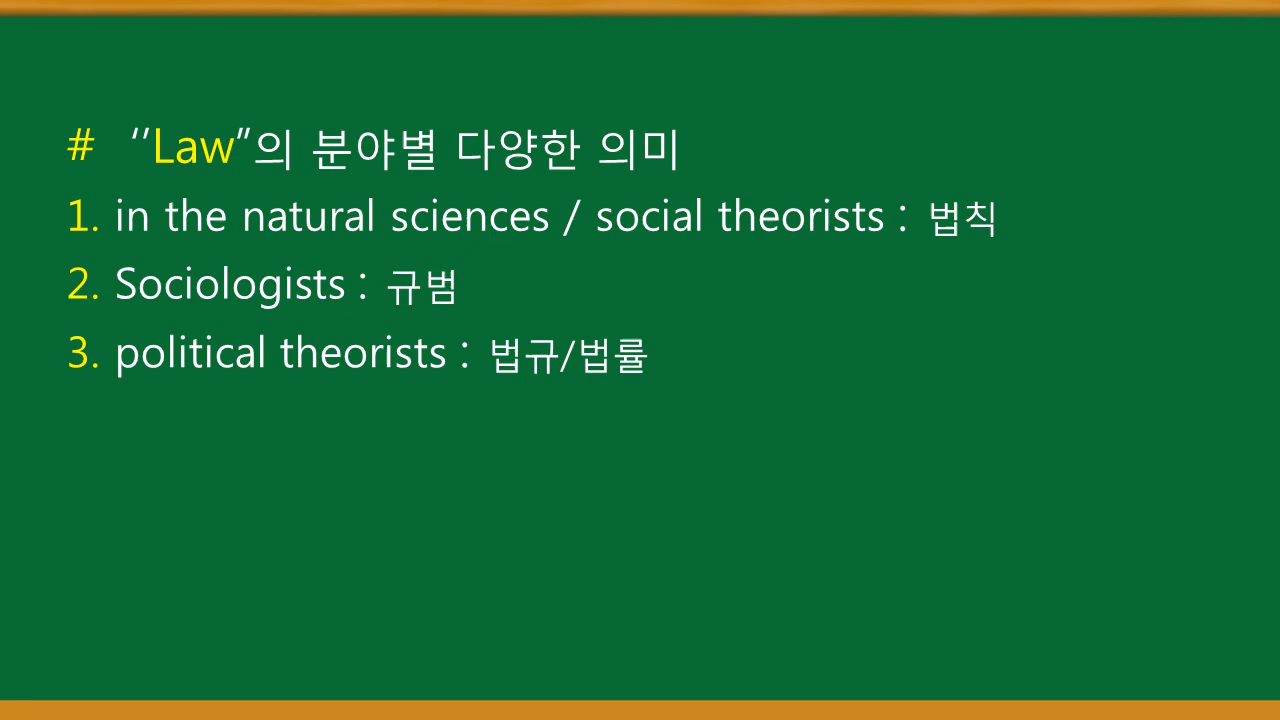 # ‘‘Law”의 분야별 다양한 의미
1. in the natural sciences / social theorists : 법칙
2. Sociologists : 규범
3. political theorists : 법규/법률